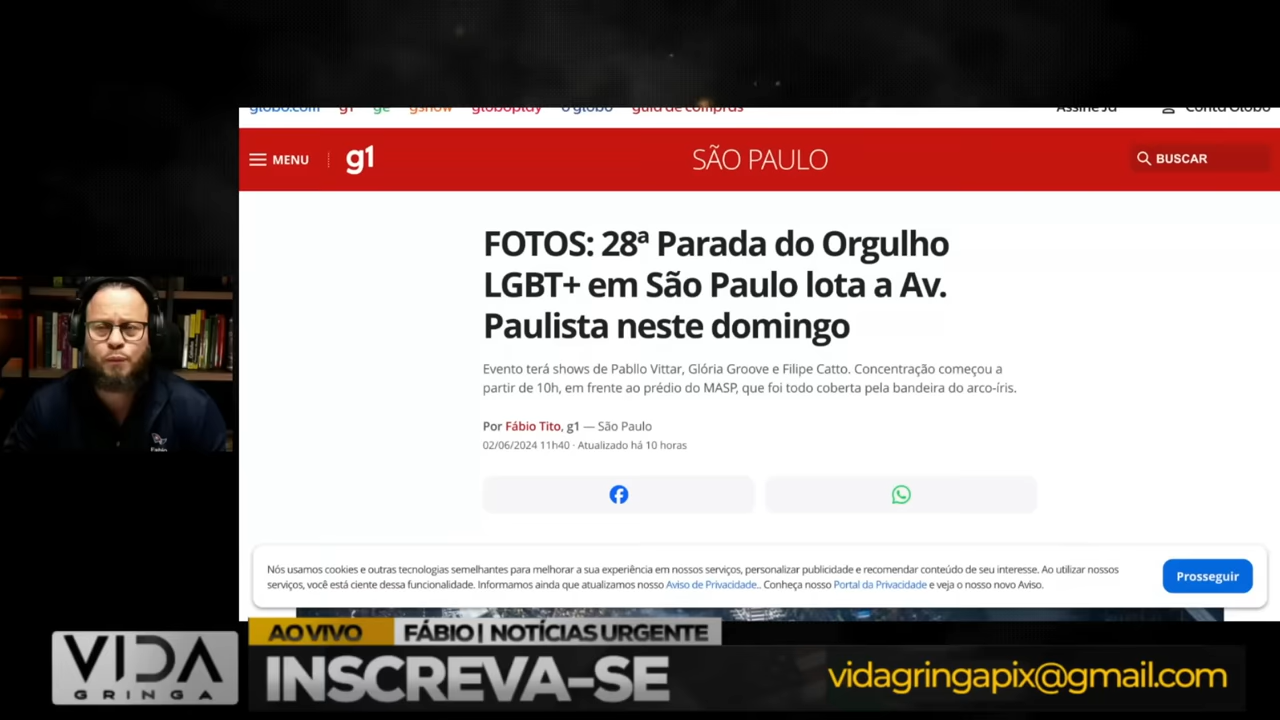 globo.com g1 ge gshow globoplay o globo guia de compras Assine Já Conta Globo
MENU g1 SÃO PAULO BUSCAR
FOTOS: 28ª Parada do Orgulho
LGBT+ em São Paulo lota a Av.
Paulista neste domingo
Evento terá shows de Pabllo Vittar, Glória Groove e Filipe Catto. Concentração começou a
partir de 10h, em frente ao prédio do MASP, que foi todo coberta pela bandeira do arco-íris.
Por Fábio Tito, g1 — São Paulo
02/06/2024 11h40 · Atualizado há 10 horas
Nós usamos cookies e outras tecnologias semelhantes para melhorar a sua experiência em nossos serviços, personalizar publicidade e recomendar conteúdo de seu interesse. Ao utilizar nossos
serviços, você está ciente dessa funcionalidade. Informamos ainda que atualizamos nosso Aviso de Privacidade.. Conheça nosso Portal da Privacidade e veja o nosso novo Aviso.
Prosseguir
Fabio
VIDA
GRINGA
AO VIVO FÁBIO | NOTÍCIAS URGENTE
INSCREVA-SE
vidagringapix@gmail.com